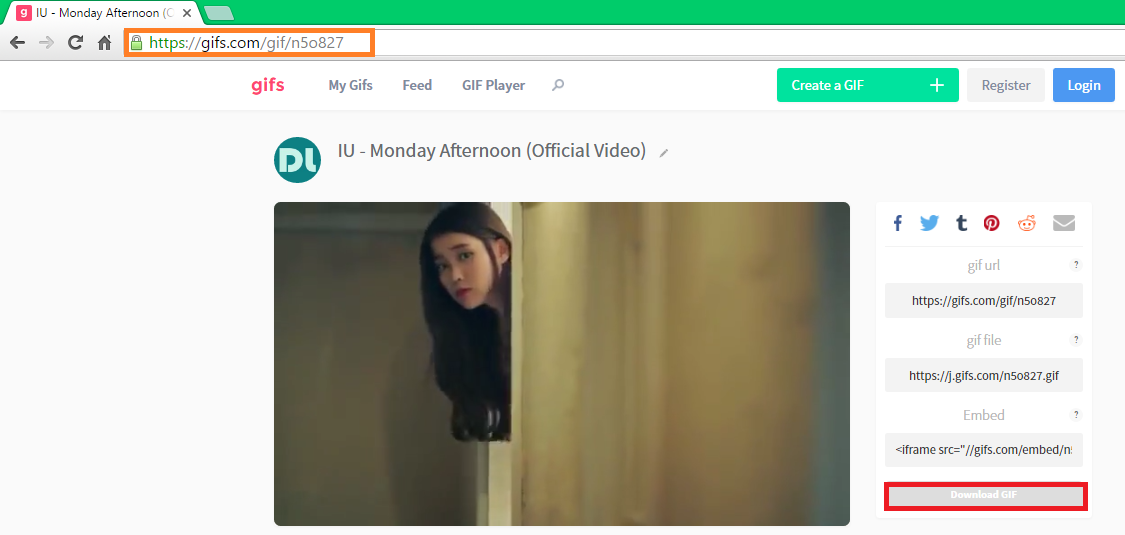 g IU - Monday Afternoon (O
https://gifs.com/gif/n5o827
gifs My Gifs Feed GIF Player Create a GIF + Register Login
DL IU - Monday Afternoon (Official Video)
gif url ?
https://gifs.com/gif/n5o827
gif file ?
https://j.gifs.com/n5o827.gif
Embed ?
<iframe src="//gifs.com/embed/n5
Download GIF